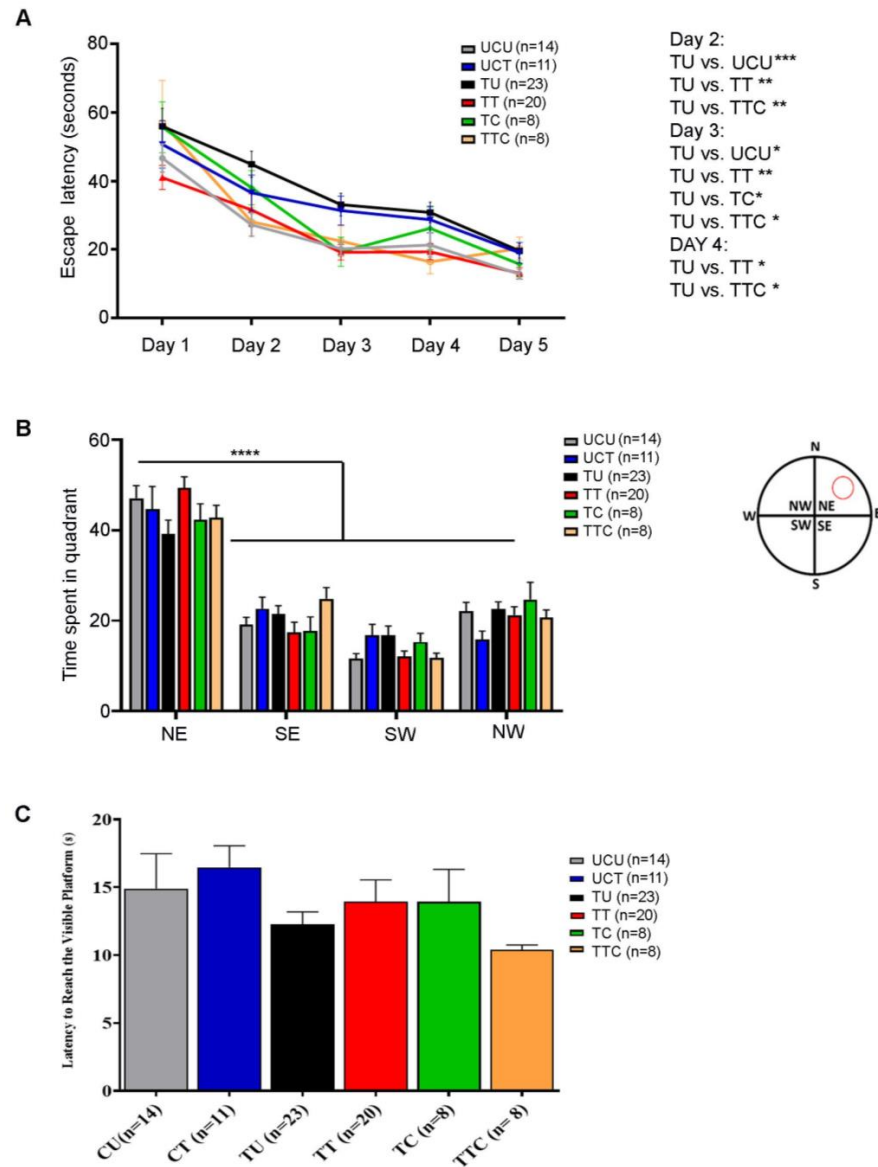 A
80
60
40
20
0
Escape latency (seconds)
Day 1
Day 2
Day 3
Day 4
Day 5
UCU (n=14)
UCT (n=11)
TU (n=23)
TT (n=20)
TC (n=8)
TTC (n=8)
Day 2:
TU vs. UCU***
TU vs. TT **
TU vs. TTC **
Day 3:
TU vs. UCU*
TU vs. TT **
TU vs. TC*
TU vs. TTC *
DAY 4:
TU vs. TT *
TU vs. TTC *
B
60
40
20
0
Time spent in quadrant
****
NE
SE
SW
NW
UCU (n=14)
UCT (n=11)
TU (n=23)
TT (n=20)
TC (n=8)
TTC (n=8)
N
NW NE
W E
SW SE
S
C
20
15
10
5
0
Latency to Reach the Visible Platform (s)
CU(n=14)
CT (n=11)
TU (n=23)
TT (n=20)
TC (n=8)
TTC (n= 8)
UCU (n=14)
UCT (n=11)
TU (n=23)
TT (n=20)
TC (n=8)
TTC (n=8)